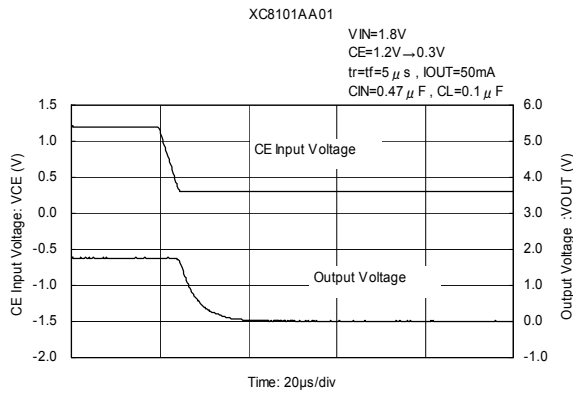 XC8101AA01
VIN=1.8V
CE=1.2V→0.3V
tr=tf=5μs , IOUT=50mA
CIN=0.47μF , CL=0.1μF
1.5
1.0
0.5
0.0
-0.5
-1.0
-1.5
-2.0
CE Input Voltage: VCE (V)
CE Input Voltage
Output Voltage
6.0
5.0
4.0
3.0
2.0
1.0
0.0
-1.0
Output Voltage :VOUT (V)
Time: 20μs/div